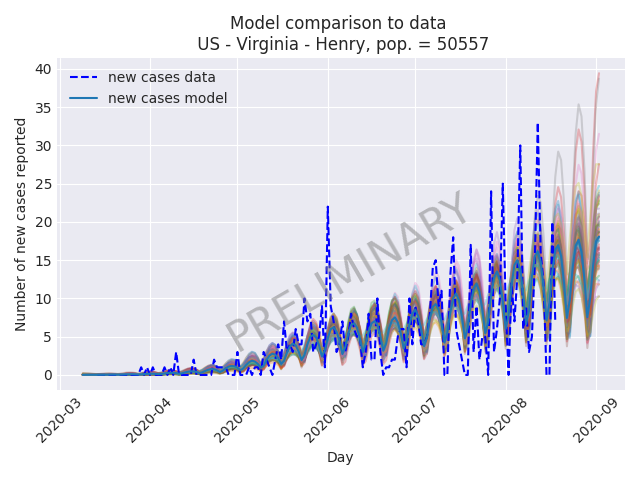 Model comparison to data
US - Virginia - Henry, pop. = 50557
new cases data
new cases model
Number of new cases reported
40
35
30
25
20
15
10
5
0
PRELIMINARY
2020-03
2020-04
2020-05
2020-06
2020-07
2020-08
2020-09
Day